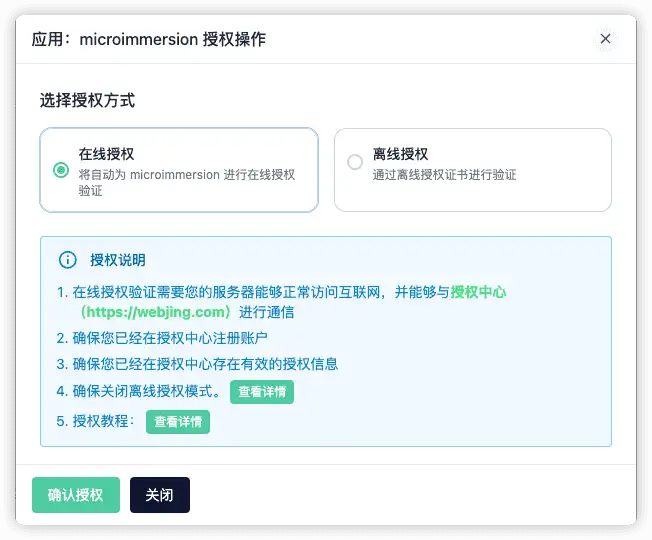 应用：microimmersion 授权操作
选择授权方式
在线授权
将自动为 microimmersion 进行在线授权
验证
离线授权
通过离线授权证书进行验证
授权说明
1. 在线授权验证需要您的服务器能够正常访问互联网，并能够与授权中心
（https://webjing.com）进行通信
2. 确保您已经在授权中心注册账户
3. 确保您已经在授权中心存在有效的授权信息
4. 确保关闭离线授权模式。 查看详情
5. 授权教程： 查看详情
确认授权 关闭